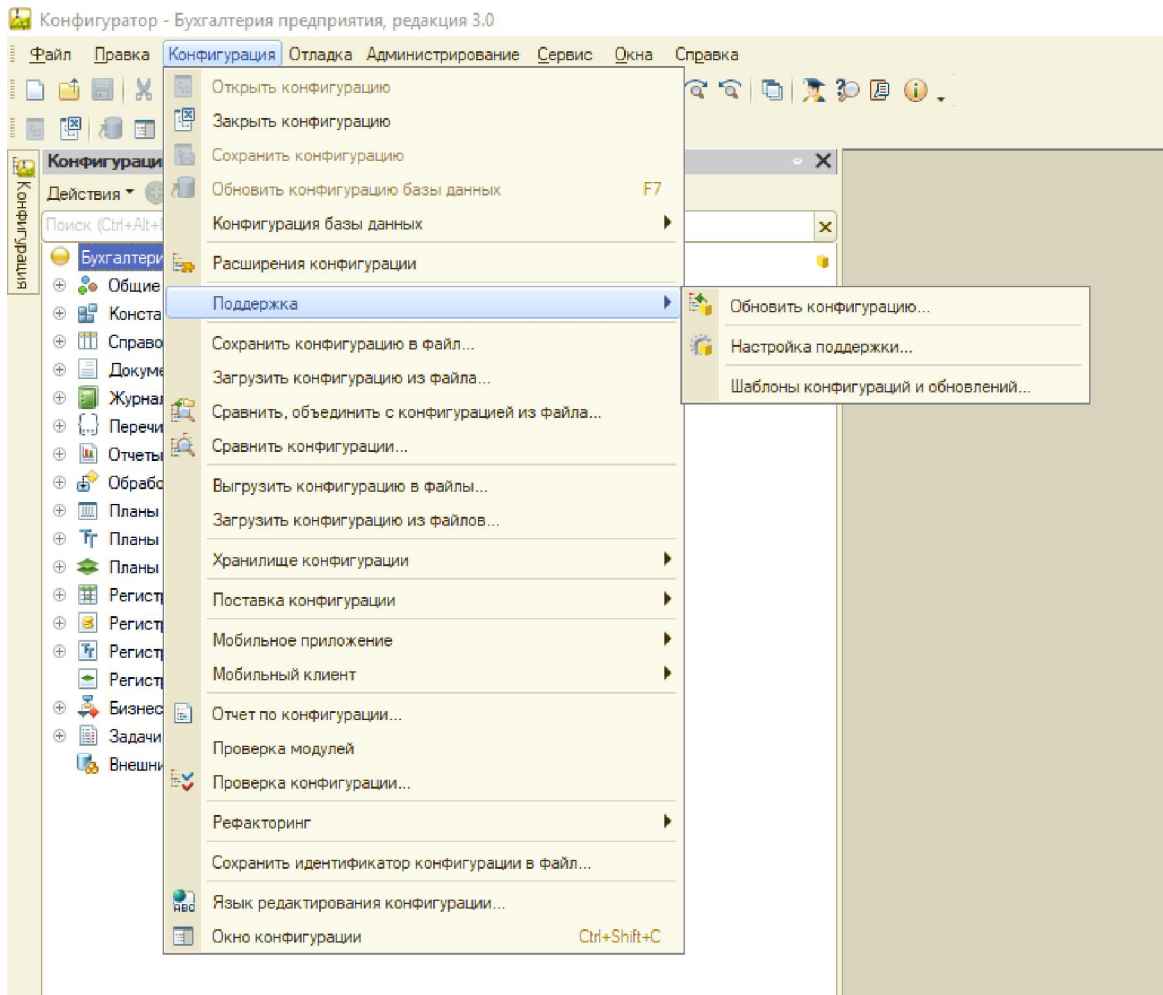 Конфигуратор - Бухгалтерия предприятия, редакция 3.0
Файл Правка Конфигурация Отладка Администрирование Сервис Окна Справка
Открыть конфигурацию
Закрыть конфигурацию
Сохранить конфигурацию
Обновить конфигурацию базы данных F7
Конфигурация базы данных
Расширения конфигурации
Поддержка
Сохранить конфигурацию в файл...
Загрузить конфигурацию из файла...
Сравнить, объединить с конфигурацией из файла...
Сравнить конфигурации...
Выгрузить конфигурацию в файлы...
Загрузить конфигурацию из файлов...
Хранилище конфигурации
Поставка конфигурации
Мобильное приложение
Мобильный клиент
Отчет по конфигурации...
Проверка модулей
Проверка конфигурации...
Рефакторинг
Сохранить идентификатор конфигурации в файл...
Язык редактирования конфигурации...
Окно конфигурации Ctrl+Shift+C
Обновить конфигурацию...
Настройка поддержки...
Шаблоны конфигураций и обновлений...
Конфигурация
Конфигураци
Действия
Поиск (Ctrl+Alt+
Бухгалтери
Общие
Конста
Справо
Докуме
Журнал
Перечи
Отчеты
Обрабо
Планы
Планы
Планы
Регист
Регист
Регист
Регист
Бизнес
Задачи
Внешни